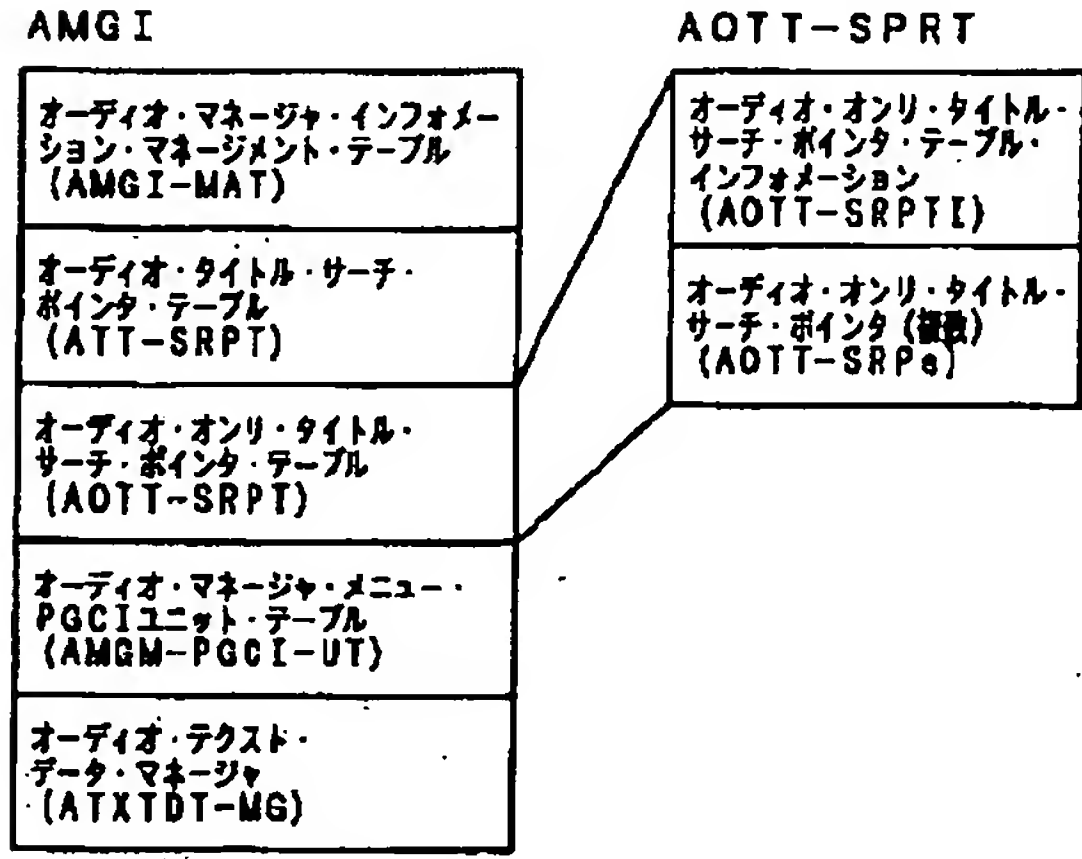 AMGI
オーディオ・マネージャ・インフォメー
ション・マネージメント・テーブル
(AMGI-MAT)
オーディオ・タイトル・サーチ・
ポインタ・テーブル
(ATT-SRPT)
オーディオ・オンリ・タイトル・
サーチ・ポインタ・テーブル
(AOTT-SRPT)
オーディオ・マネージャ・メニュー・
PGCIユニット・テーブル
(AMGM-PGCI-UT)
オーディオ・テクスト・
データ・マネージャ
(ATXTDT-MG)
AOTT-SPRT
オーディオ・オンリ・タイトル・
サーチ・ポインタ・テーブル・
インフォメーション
(AOTT-SRPTI)
オーディオ・オンリ・タイトル・
サーチ・ポインタ(複数)
(AOTT-SRPs)